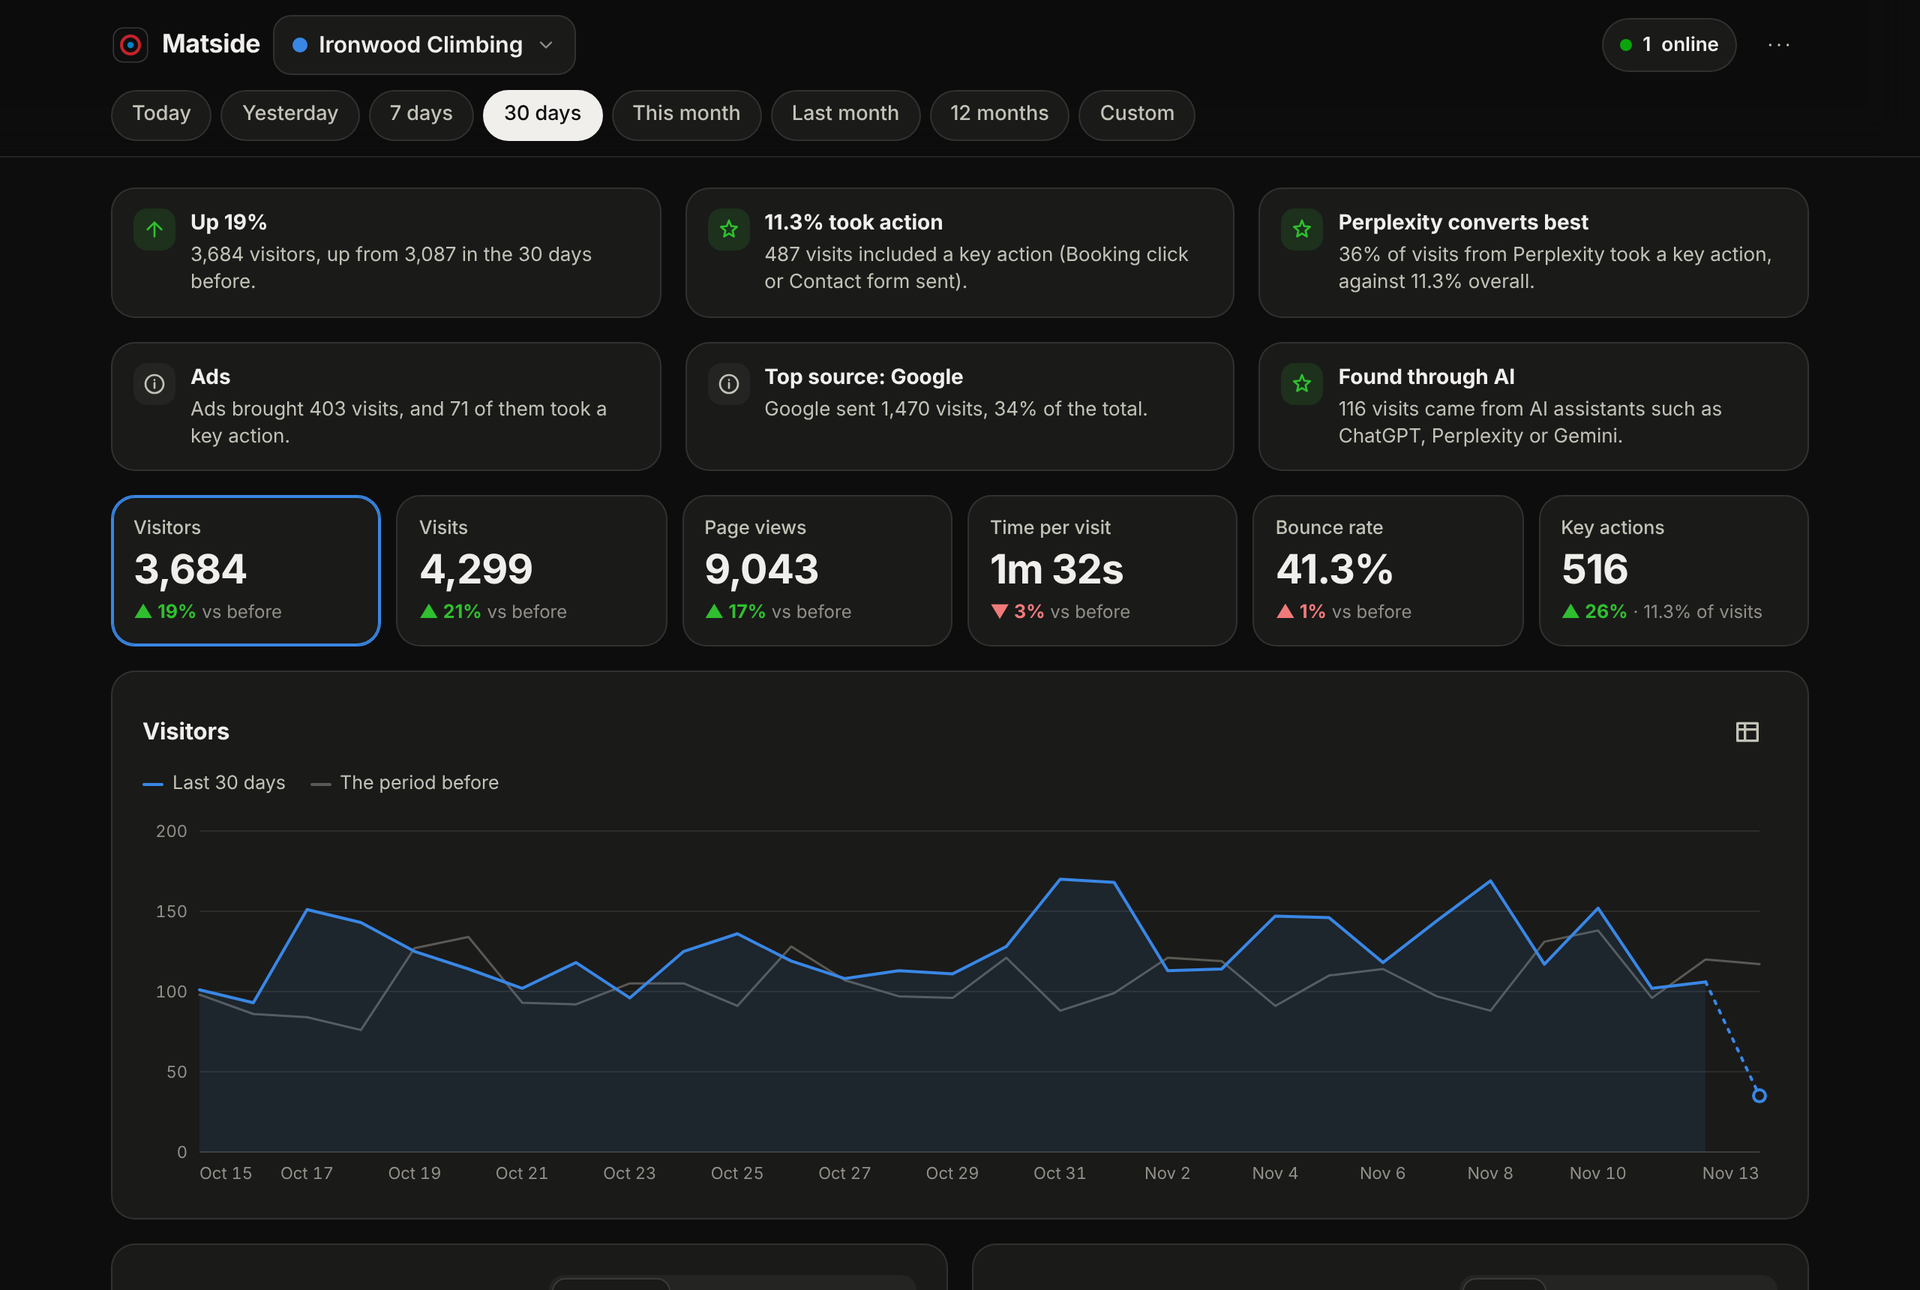 Matside
Ironwood Climbing
1 online
Today
Yesterday
7 days
30 days
This month
Last month
12 months
Custom
Up 19%
3,684 visitors, up from 3,087 in the 30 days
before.
11.3% took action
487 visits included a key action (Booking click
or Contact form sent).
Perplexity converts best
36% of visits from Perplexity took a key action,
against 11.3% overall.
Ads
Ads brought 403 visits, and 71 of them took a
key action.
Top source: Google
Google sent 1,470 visits, 34% of the total.
Found through AI
116 visits came from AI assistants such as
ChatGPT, Perplexity or Gemini.
Visitors
3,684
▲ 19% vs before
Visits
4,299
▲ 21% vs before
Page views
9,043
▲ 17% vs before
Time per visit
1m 32s
▼ 3% vs before
Bounce rate
41.3%
▲ 1% vs before
Key actions
516
▲ 26% · 11.3% of visits
Visitors
Last 30 days
The period before
200
150
100
50
0
Oct 15
Oct 17
Oct 19
Oct 21
Oct 23
Oct 25
Oct 27
Oct 29
Oct 31
Nov 2
Nov 4
Nov 6
Nov 8
Nov 10
Nov 13